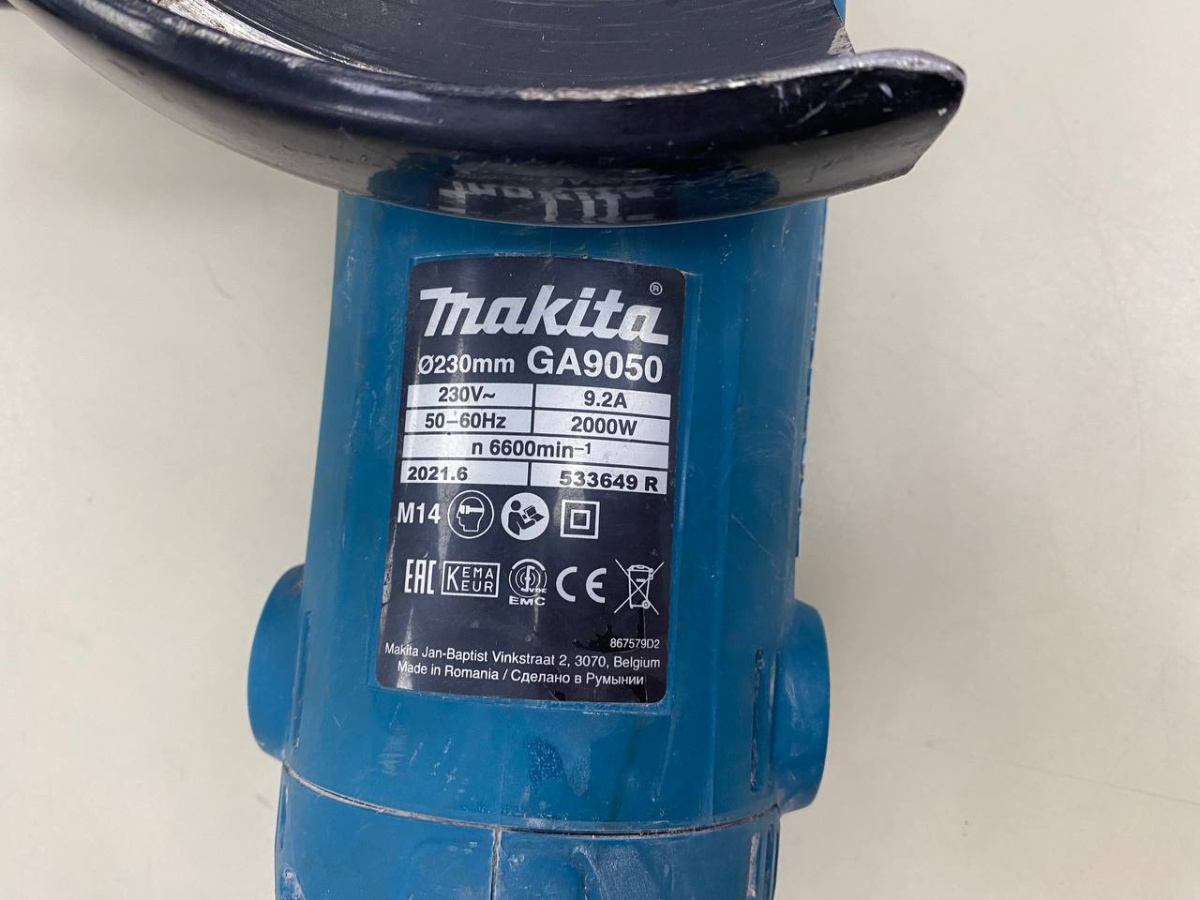 makita®
Ø230mm GA9050
230V~ 9.2A
50–60Hz 2000W
n 6600min⁻¹
2021.6 533649 R
M14
EAC KEMA KEUR VDE EMC CE
867579D2
Makita Jan-Baptist Vinkstraat 2, 3070, Belgium
Made in Romania / Сделано в Румынии